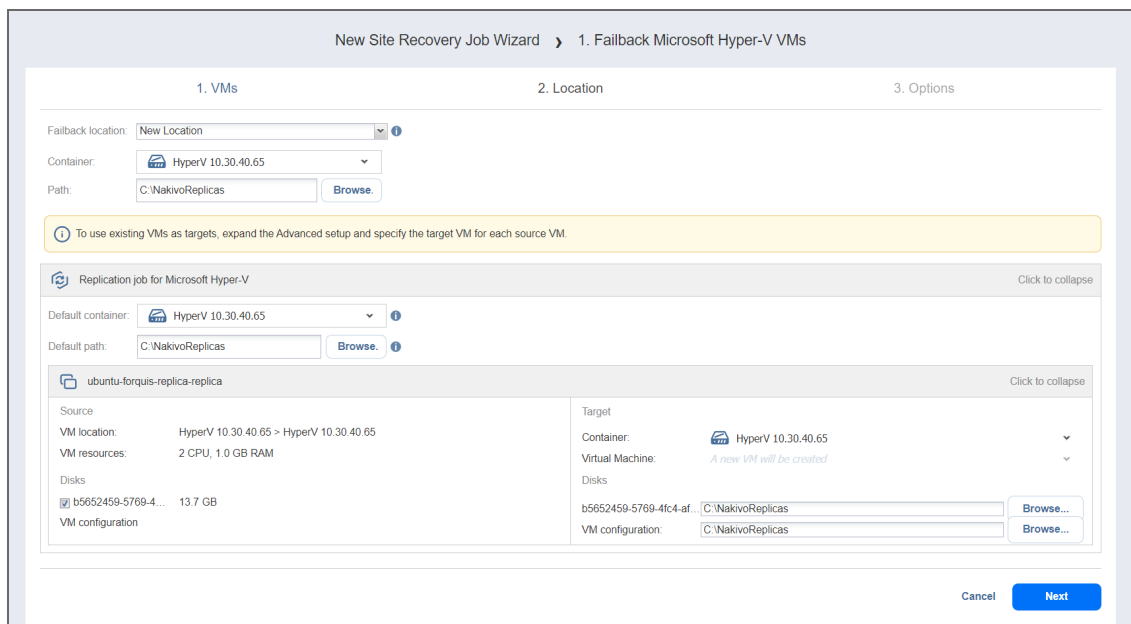 New Site Recovery Job Wizard › 1. Failback Microsoft Hyper-V VMs
1. VMs 2. Location 3. Options
Failback location: New Location
Container: HyperV 10.30.40.65
Path: C:\NakivoReplicas Browse.
To use existing VMs as targets, expand the Advanced setup and specify the target VM for each source VM.
Replication job for Microsoft Hyper-V Click to collapse
Default container: HyperV 10.30.40.65
Default path: C:\NakivoReplicas Browse.
ubuntu-forquis-replica-replica Click to collapse
Source
VM location: HyperV 10.30.40.65 > HyperV 10.30.40.65
VM resources: 2 CPU, 1.0 GB RAM
Disks
b5652459-5769-4... 13.7 GB
VM configuration
Target
Container: HyperV 10.30.40.65
Virtual Machine: A new VM will be created
Disks
b5652459-5769-4fc4-af... C:\NakivoReplicas Browse...
VM configuration: C:\NakivoReplicas Browse...
Cancel Next